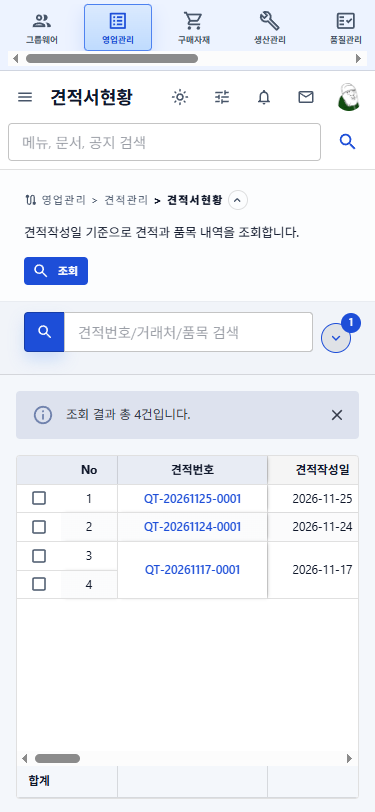 그룹웨어 영업관리 구매자재 생산관리 품질관리
견적서현황
메뉴, 문서, 공지 검색
영업관리 > 견적관리 > 견적서현황
견적작성일 기준으로 견적과 품목 내역을 조회합니다.
조회
견적번호/거래처/품목 검색
1
조회 결과 총 4건입니다.
No 견적번호 견적작성일
1 QT-20261125-0001 2026-11-25
2 QT-20261124-0001 2026-11-24
3
QT-20261117-0001 2026-11-17
4
합계